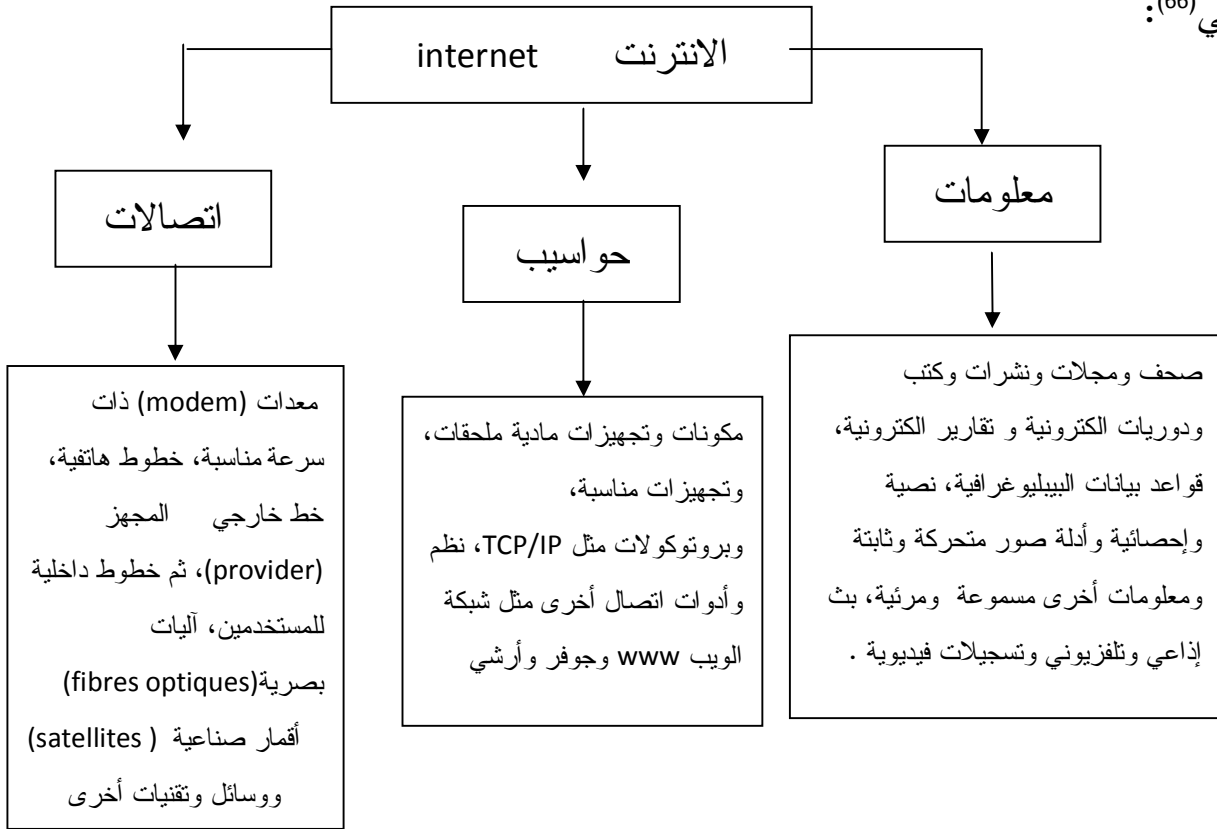 ي(66):
الانترنت internet
معلومات
حواسيب
اتصالات
صحف ومجلات ونشرات وكتب
ودوريات الكترونية و تقارير الكترونية،
قواعد بيانات البيبليوغرافية، نصية
وإحصائية وأدلة صور متحركة وثابتة
ومعلومات أخرى مسموعة ومرئية، بث
إذاعي وتلفزيوني وتسجيلات فيديوية .
مكونات وتجهيزات مادية ملحقات،
وتجهيزات مناسبة،
وبروتوكولات مثل TCP/IP، نظم
وأدوات اتصال أخرى مثل شبكة
الويب www وجوفر وأرشي
معدات (modem) ذات
سرعة مناسبة، خطوط هاتفية،
خط خارجي المجهز
(provider)، ثم خطوط داخلية
للمستخدمين، آليات
بصرية(fibres optiques)
أقمار صناعية ( satellites)
ووسائل وتقنيات أخرى